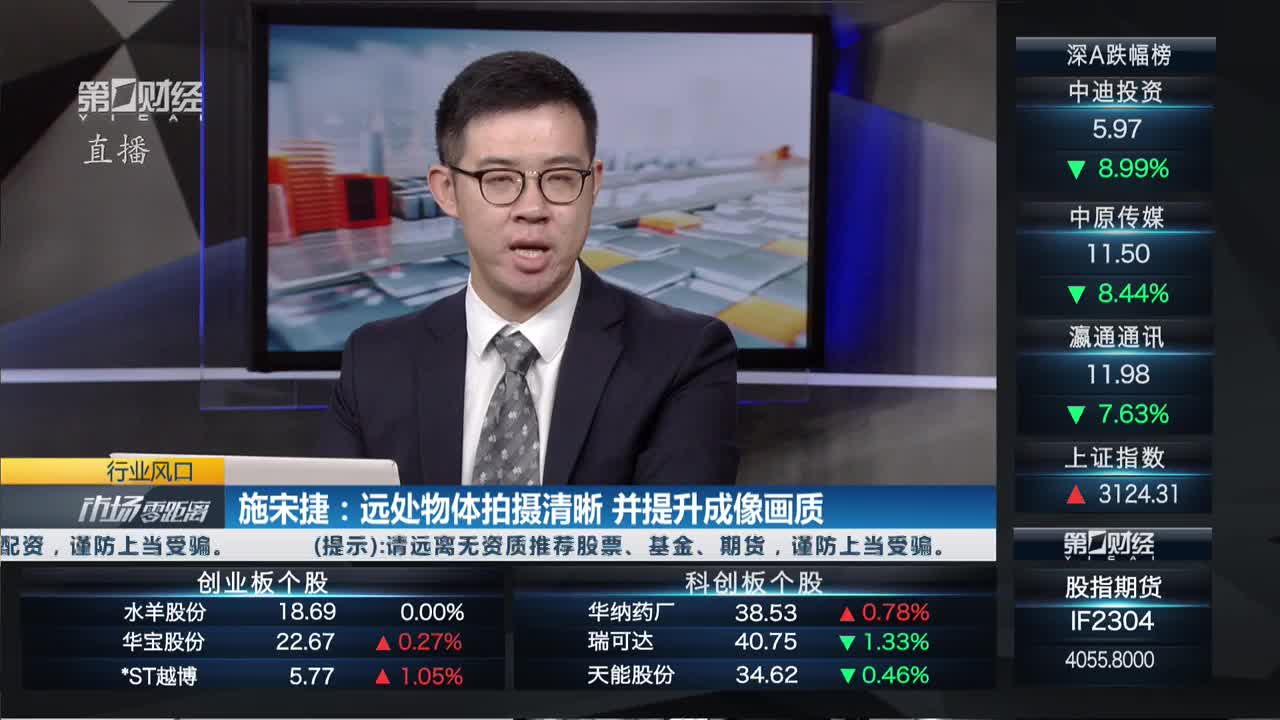 第一财经
YICAI
直播
行业风口
市场零距离
施宋捷：远处物体拍摄清晰 并提升成像画质
配资，谨防上当受骗。 (提示):请远离无资质推荐股票、基金、期货，谨防上当受骗。
创业板个股
水羊股份 18.69 0.00%
华宝股份 22.67 ▲ 0.27%
*ST越博 5.77 ▲ 1.05%
科创板个股
华纳药厂 38.53 ▲ 0.78%
瑞可达 40.75 ▼ 1.33%
天能股份 34.62 ▼ 0.46%
深A跌幅榜
中迪投资
5.97
▼ 8.99%
中原传媒
11.50
▼ 8.44%
瀛通通讯
11.98
▼ 7.63%
上证指数
▲ 3124.31
第一财经
YICAI
股指期货
IF2304
4055.8000